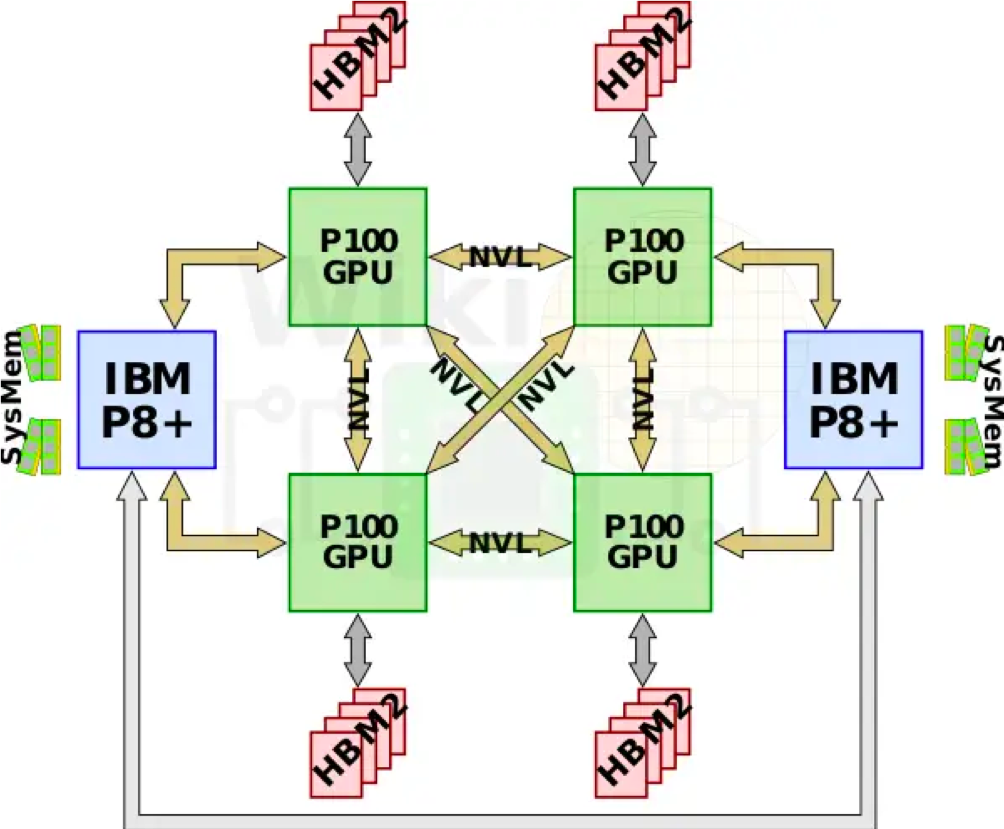 HBM2
HBM2
P100
GPU
NVL
P100
GPU
Wiki
SysMem
IBM
P8+
NVL
NVL
NVL
NVL
IBM
P8+
SysMem
P100
GPU
NVL
P100
GPU
HBM2
HBM2